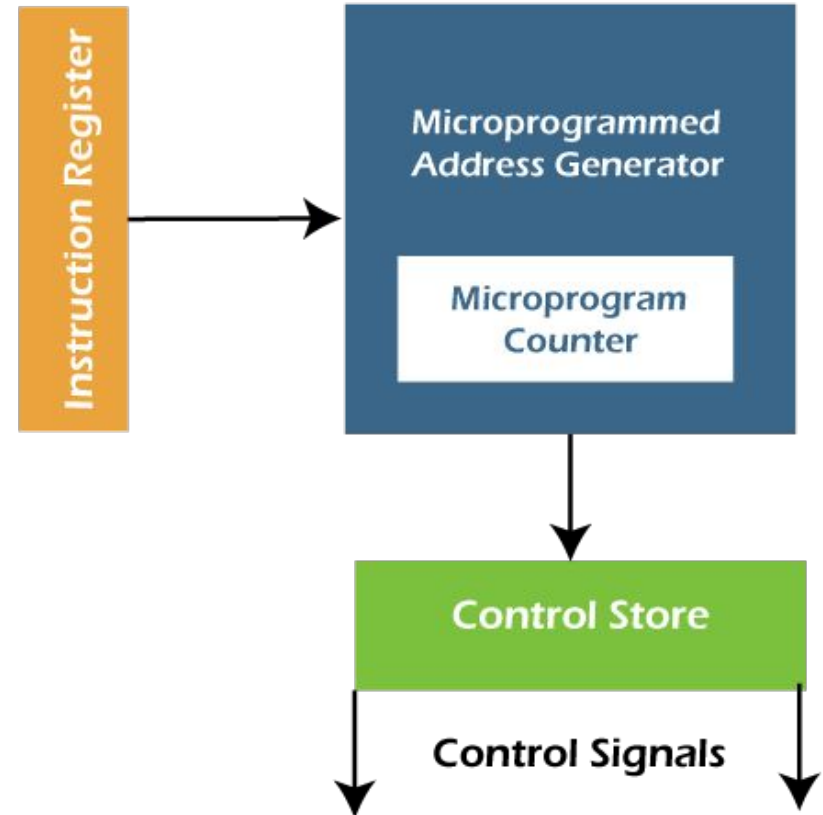 Instruction Register
Microprogrammed
Address Generator
Microprogram
Counter
Control Store
Control Signals